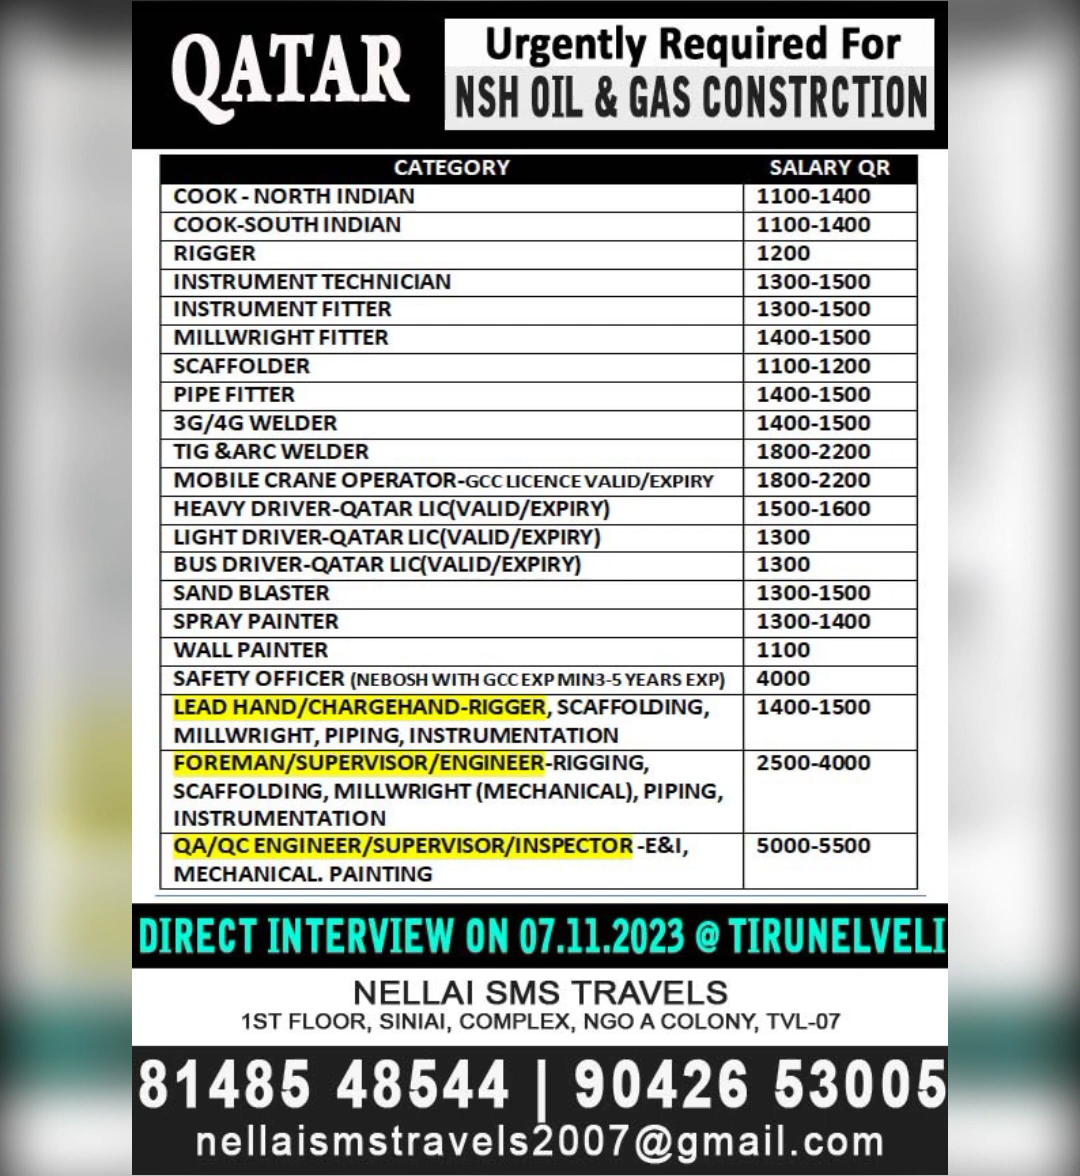 QATAR
Urgently Required For
NSH OIL & GAS CONSTRCTION
CATEGORY SALARY QR
COOK - NORTH INDIAN 1100-1400
COOK-SOUTH INDIAN 1100-1400
RIGGER 1200
INSTRUMENT TECHNICIAN 1300-1500
INSTRUMENT FITTER 1300-1500
MILLWRIGHT FITTER 1400-1500
SCAFFOLDER 1100-1200
PIPE FITTER 1400-1500
3G/4G WELDER 1400-1500
TIG &ARC WELDER 1800-2200
MOBILE CRANE OPERATOR-GCC LICENCE VALID/EXPIRY 1800-2200
HEAVY DRIVER-QATAR LIC(VALID/EXPIRY) 1500-1600
LIGHT DRIVER-QATAR LIC(VALID/EXPIRY) 1300
BUS DRIVER-QATAR LIC(VALID/EXPIRY) 1300
SAND BLASTER 1300-1500
SPRAY PAINTER 1300-1400
WALL PAINTER 1100
SAFETY OFFICER (NEBOSH WITH GCC EXP MIN3-5 YEARS EXP) 4000
LEAD HAND/CHARGEHAND-RIGGER, SCAFFOLDING, 1400-1500
MILLWRIGHT, PIPING, INSTRUMENTATION
FOREMAN/SUPERVISOR/ENGINEER-RIGGING, 2500-4000
SCAFFOLDING, MILLWRIGHT (MECHANICAL), PIPING,
INSTRUMENTATION
QA/QC ENGINEER/SUPERVISOR/INSPECTOR -E&I, 5000-5500
MECHANICAL. PAINTING
DIRECT INTERVIEW ON 07.11.2023 @ TIRUNELVELI
NELLAI SMS TRAVELS
1ST FLOOR, SINIAI, COMPLEX, NGO A COLONY, TVL-07
81485 48544 | 90426 53005
nellaismstravels2007@gmail.com